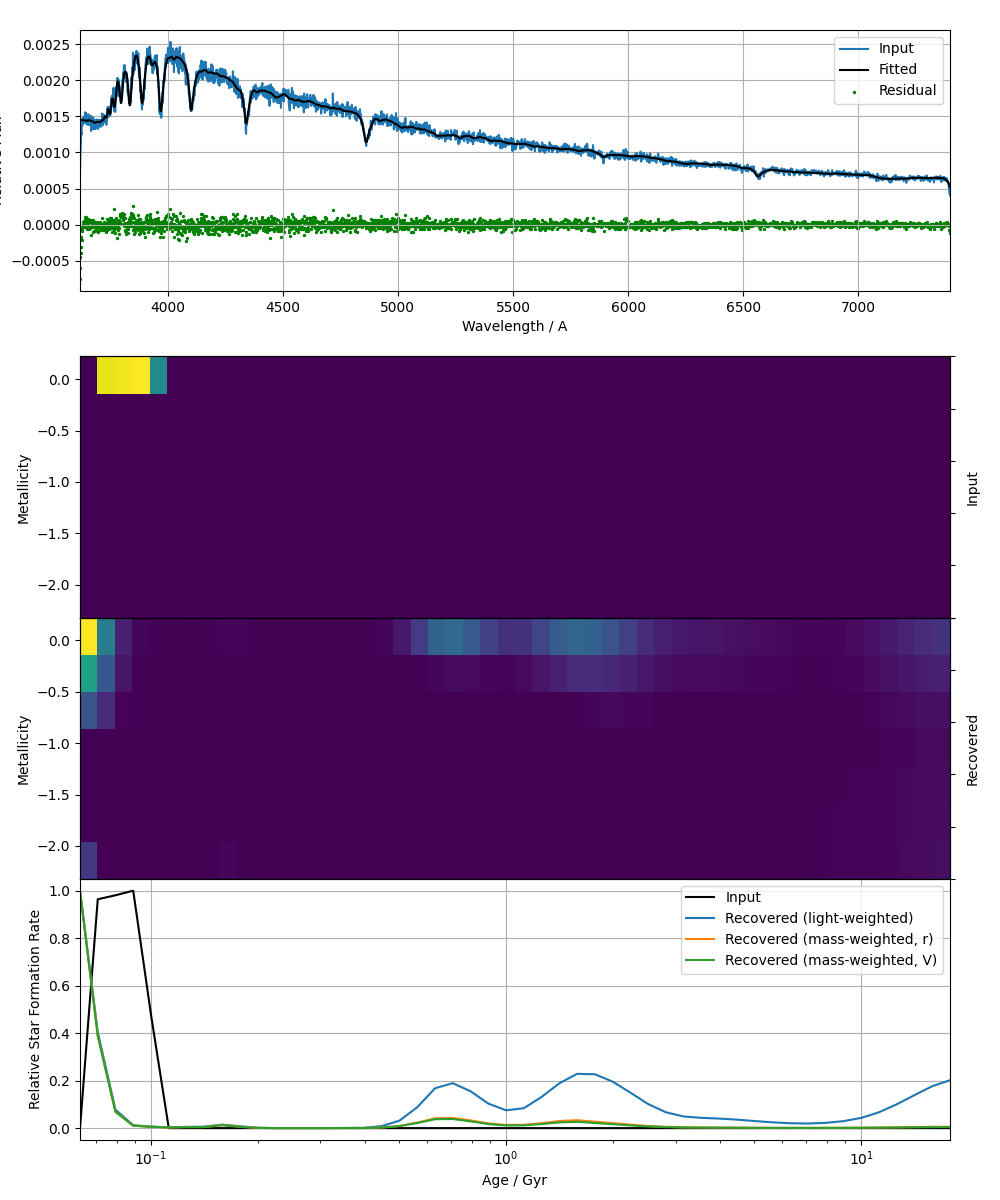 0.0025
0.0020
0.0015
0.0010
0.0005
0.0000
−0.0005
Input
Fitted
Residual
4000 4500 5000 5500 6000 6500 7000
Wavelength / A
0.0
−0.5
−1.0
−1.5
−2.0
Metallicity
Input
0.0
−0.5
−1.0
−1.5
−2.0
Metallicity
Recovered
1.0
0.8
0.6
0.4
0.2
0.0
Relative Star Formation Rate
Input
Recovered (light-weighted)
Recovered (mass-weighted, r)
Recovered (mass-weighted, V)
10⁻¹ 10⁰ 10¹
Age / Gyr